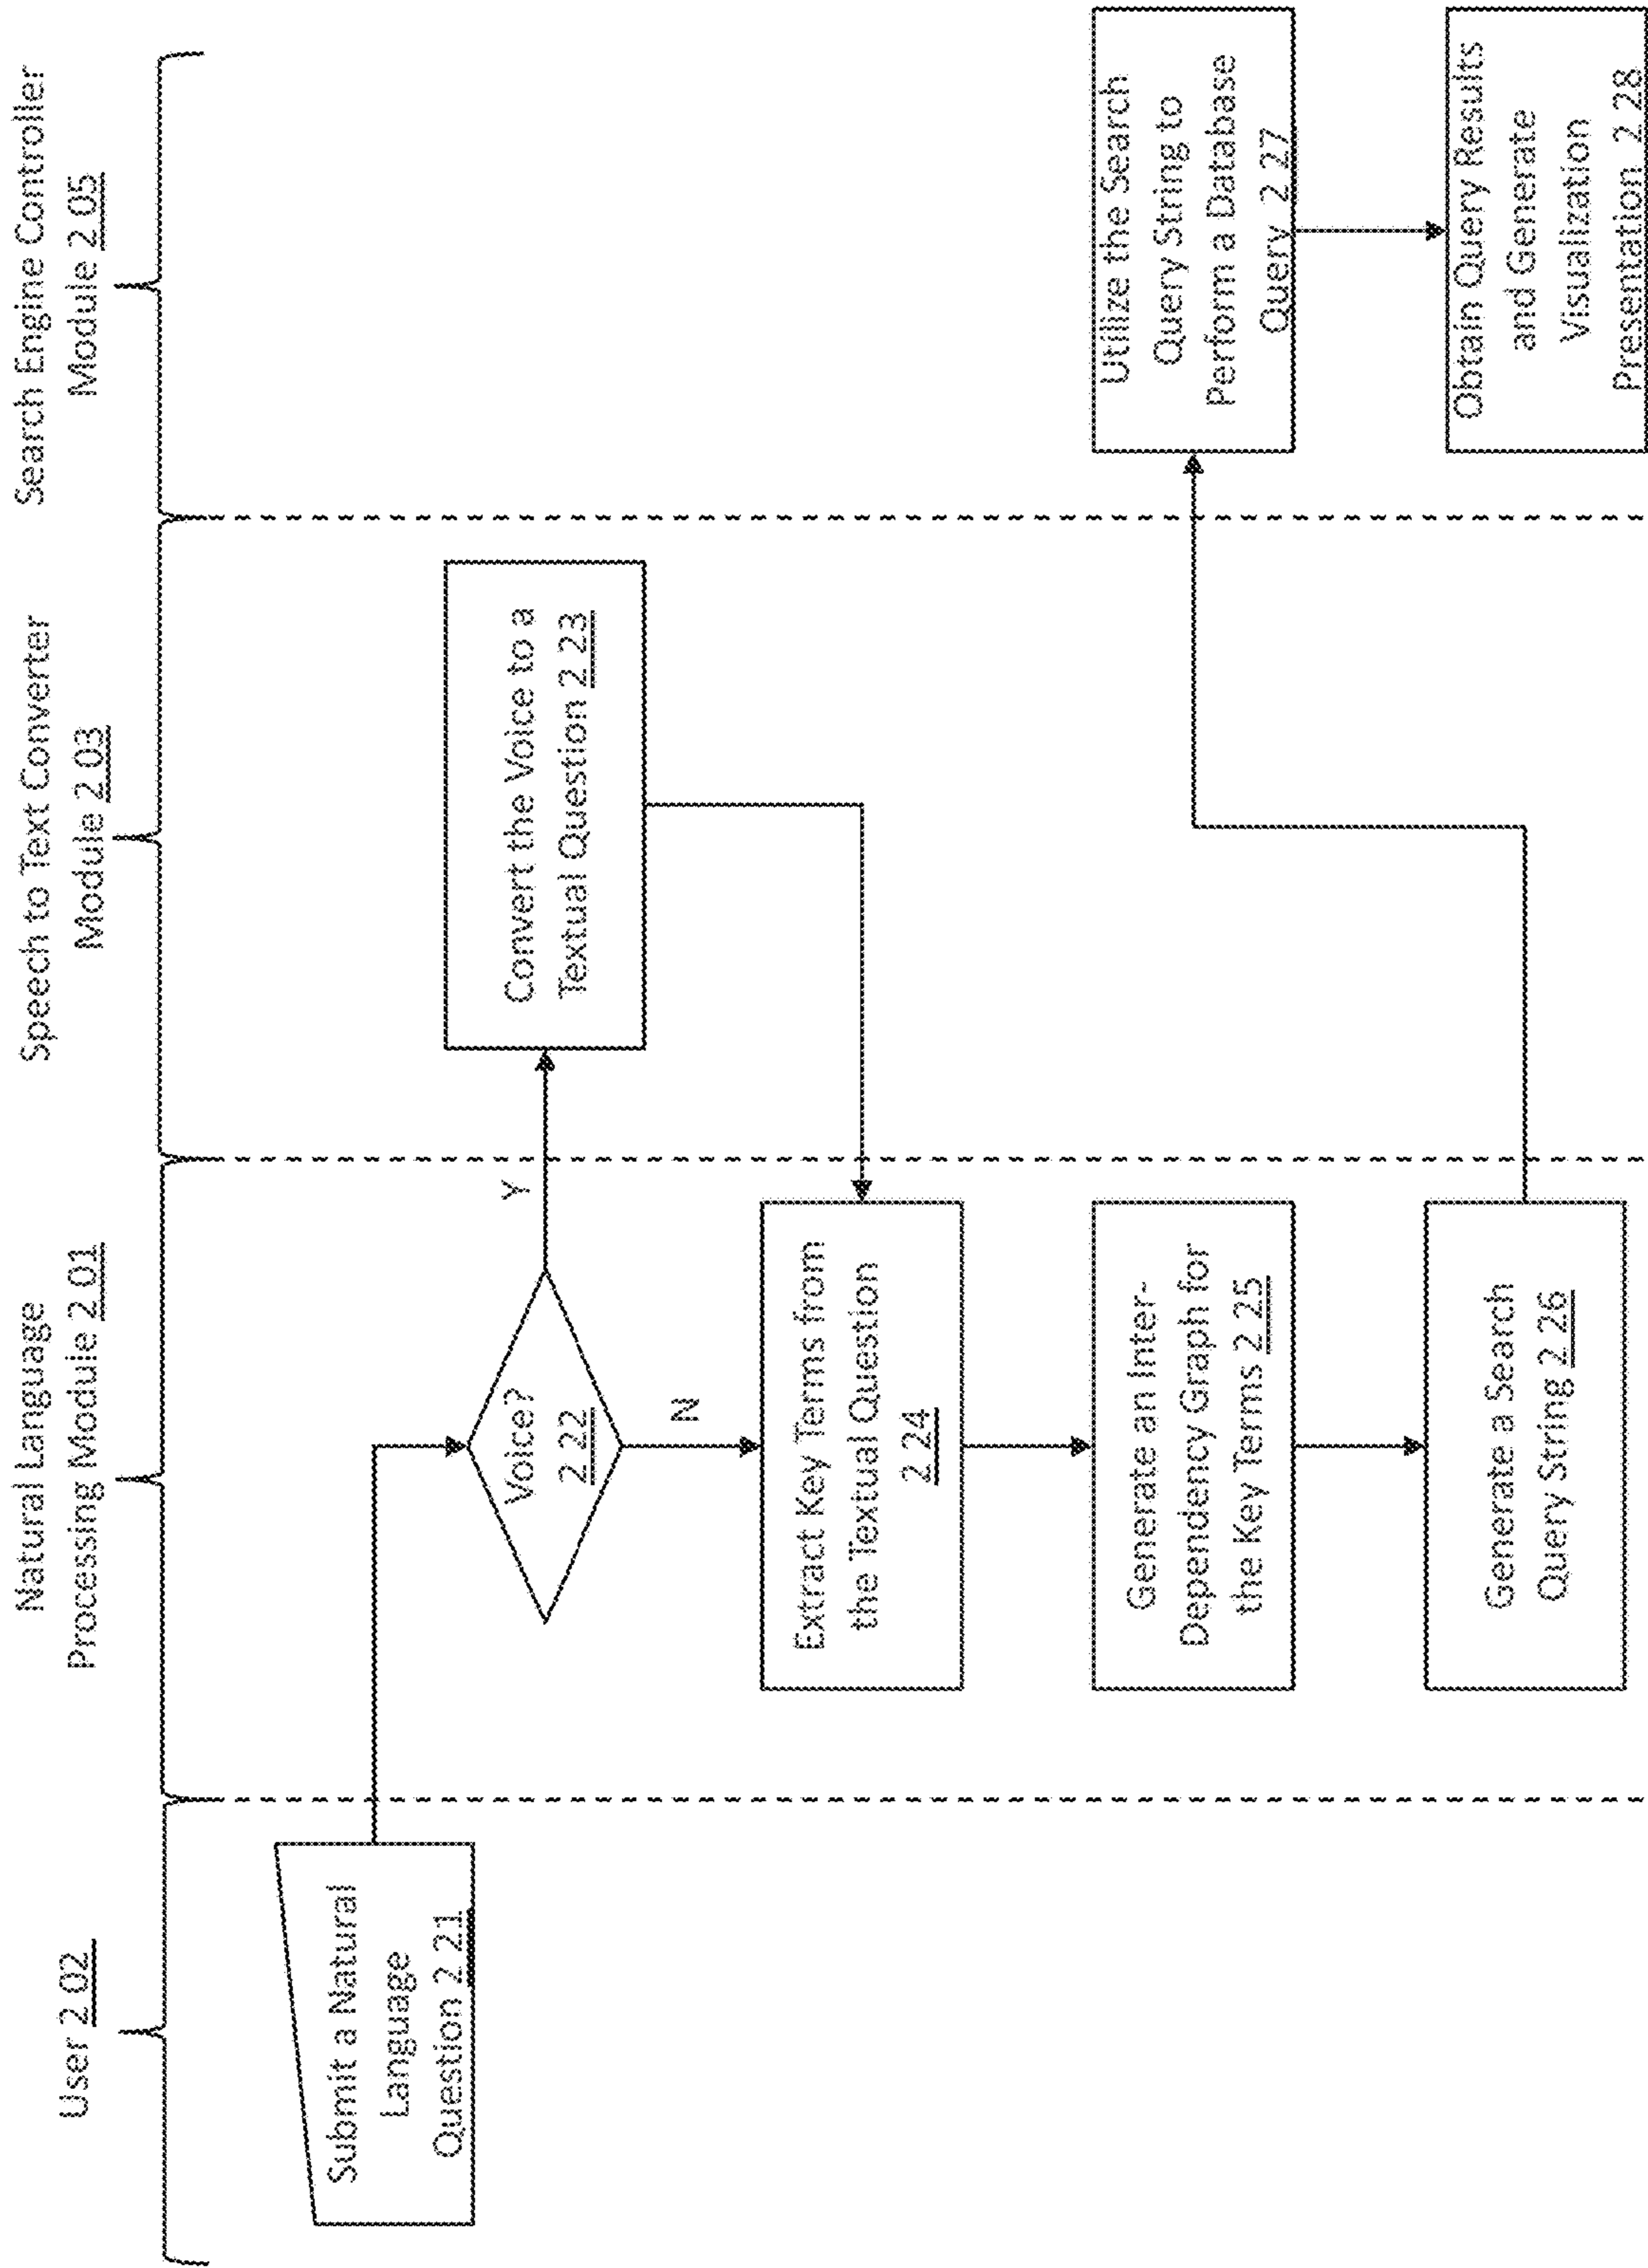 User 2 02
Natural Language
Processing Module 2 01
Speech to Text Converter
Module 2 03
Search Engine Controller
Module 2 05
Submit a Natural
Language
Question 2 21
Voice?
2 22
Y
N
Convert the Voice to a
Textual Question 2 23
Extract Key Terms from
the Textual Question
2 24
Generate an Inter-
Dependency Graph for
the Key Terms 2 25
Generate a Search
Query String 2 26
Utilize the Search
Query String to
Perform a Database
Query 2 27
Obtain Query Results
and Generate
Visualization
Presentation 2 28